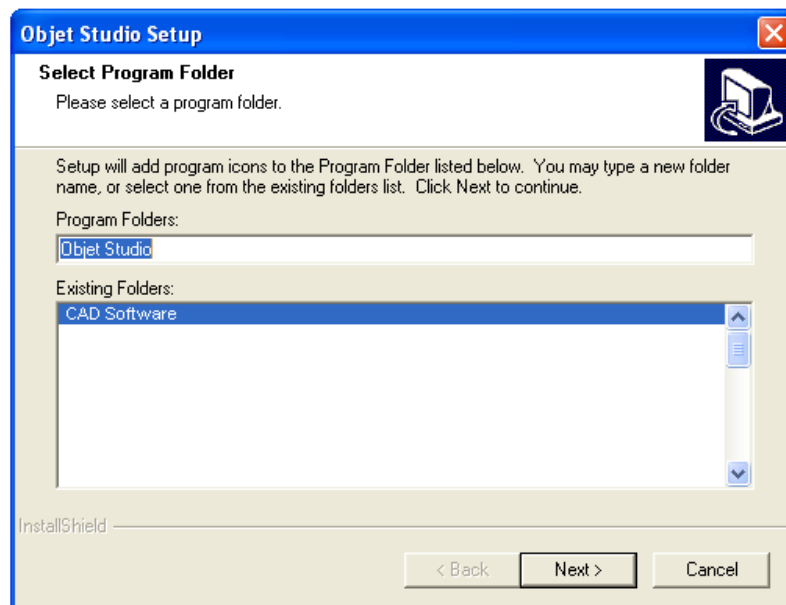 Objet Studio Setup
Select Program Folder
Please select a program folder.
Setup will add program icons to the Program Folder listed below.  You may type a new folder
name, or select one from the existing folders list.  Click Next to continue.
Program Folders:
Objet Studio
Existing Folders:
CAD Software
InstallShield
< Back
Next >
Cancel